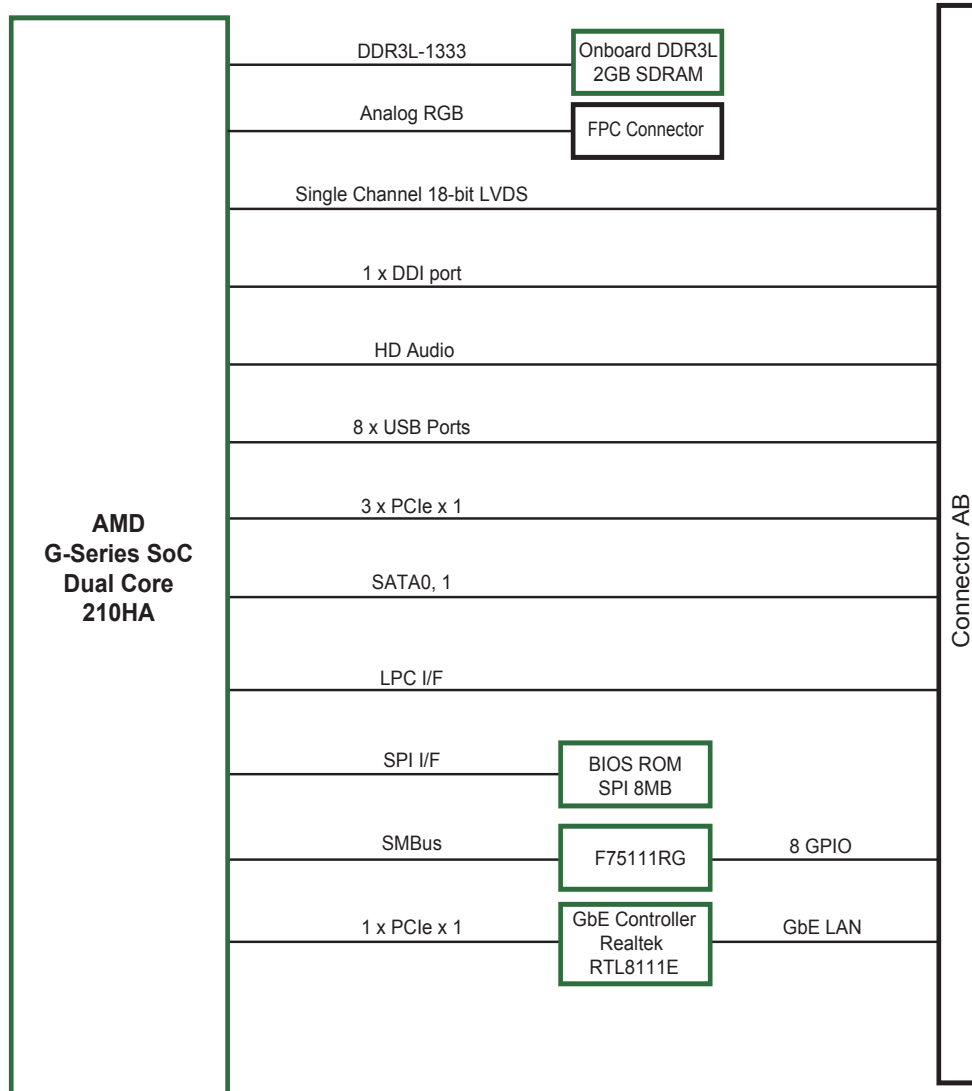 DDR3L-1333
Onboard DDR3L
2GB SDRAM
Analog RGB
FPC Connector
Single Channel 18-bit LVDS
1 x DDI port
HD Audio
8 x USB Ports
3 x PCIe x 1
AMD
G-Series SoC
Dual Core
210HA
Connector AB
SATA0, 1
LPC I/F
SPI I/F
BIOS ROM
SPI 8MB
SMBus
F75111RG
8 GPIO
1 x PCIe x 1
GbE Controller
Realtek
RTL8111E
GbE LAN